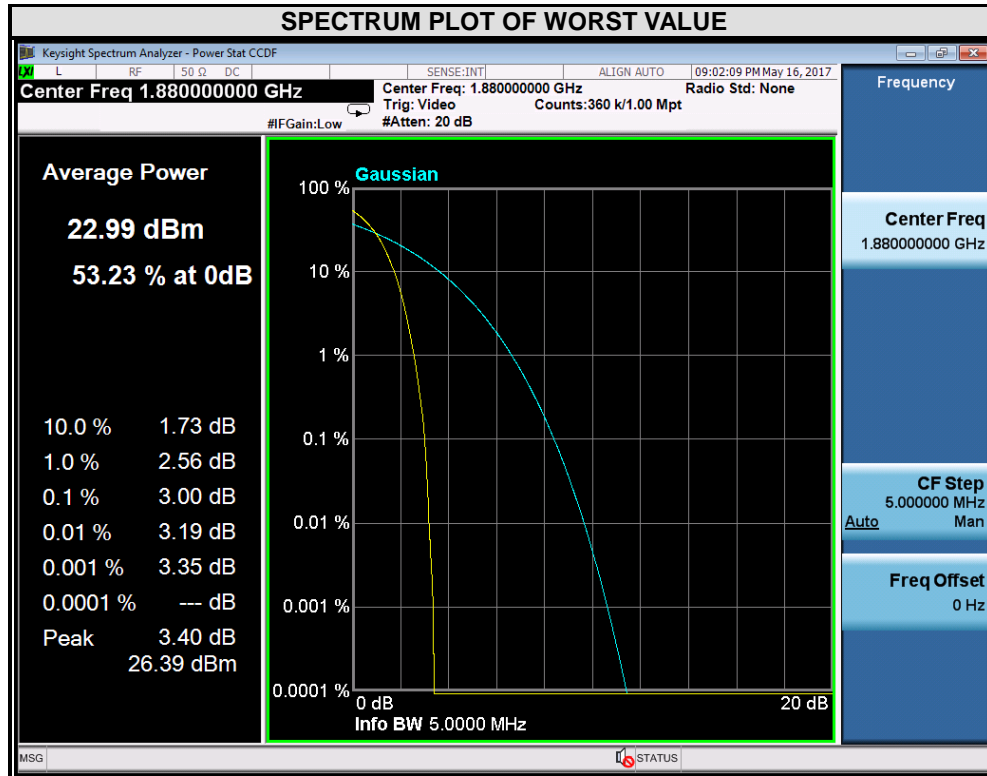 SPECTRUM PLOT OF WORST VALUE
Keysight Spectrum Analyzer - Power Stat CCDF
LXI L RF 50 Ω DC SENSE:INT ALIGN AUTO 09:02:09 PM May 16, 2017
Center Freq 1.880000000 GHz
Center Freq: 1.880000000 GHz Radio Std: None
Trig: Video Counts:360 k/1.00 Mpt
#IFGain:Low #Atten: 20 dB
Average Power
22.99 dBm
53.23 % at 0dB
10.0 % 1.73 dB
1.0 % 2.56 dB
0.1 % 3.00 dB
0.01 % 3.19 dB
0.001 % 3.35 dB
0.0001 % --- dB
Peak 3.40 dB
26.39 dBm
Gaussian
100 %
10 %
1 %
0.1 %
0.01 %
0.001 %
0.0001 %
0 dB 20 dB
Info BW 5.0000 MHz
Frequency
Center Freq
1.880000000 GHz
CF Step
5.000000 MHz
Auto Man
Freq Offset
0 Hz
MSG STATUS